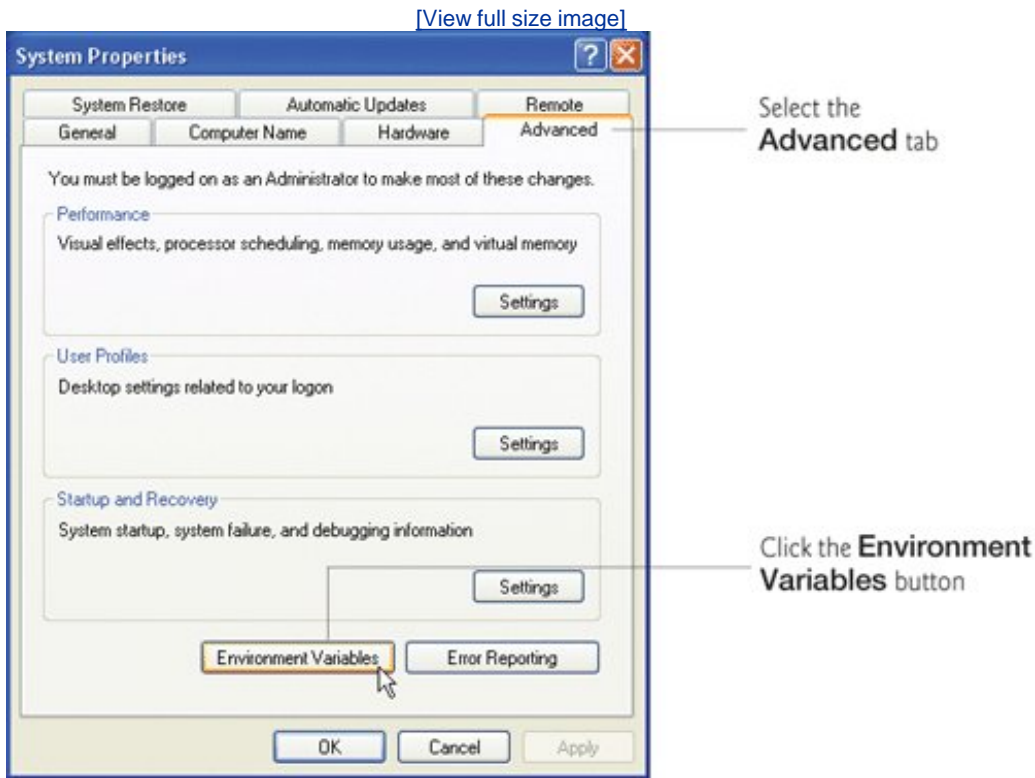 [View full size image]
System Properties
?
System Restore Automatic Updates Remote
General Computer Name Hardware Advanced
Select the
Advanced tab
You must be logged on as an Administrator to make most of these changes.
Performance
Visual effects, processor scheduling, memory usage, and virtual memory
Settings
User Profiles
Desktop settings related to your logon
Settings
Startup and Recovery
System startup, system failure, and debugging information
Click the Environment
Variables button
Settings
Environment Variables Error Reporting
OK Cancel Apply